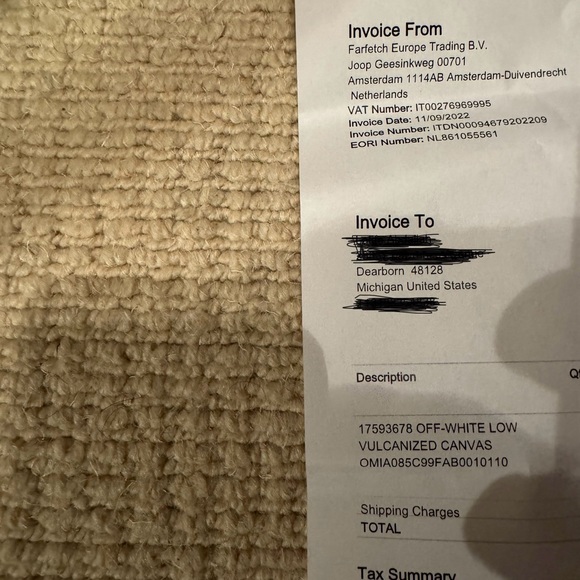 Invoice From
Farfetch Europe Trading B.V.
Joop Geesinkweg 00701
Amsterdam 1114AB Amsterdam-Duivendrecht
Netherlands
VAT Number: IT00276969995
Invoice Date: 11/09/2022
Invoice Number: ITDN00094679202209
EORI Number: NL861055561
Invoice To
Dearborn 48128
Michigan United States
Description
17593678 OFF-WHITE LOW
VULCANIZED CANVAS
OMIA085C99FAB0010110
Shipping Charges
TOTAL
Tax Summary